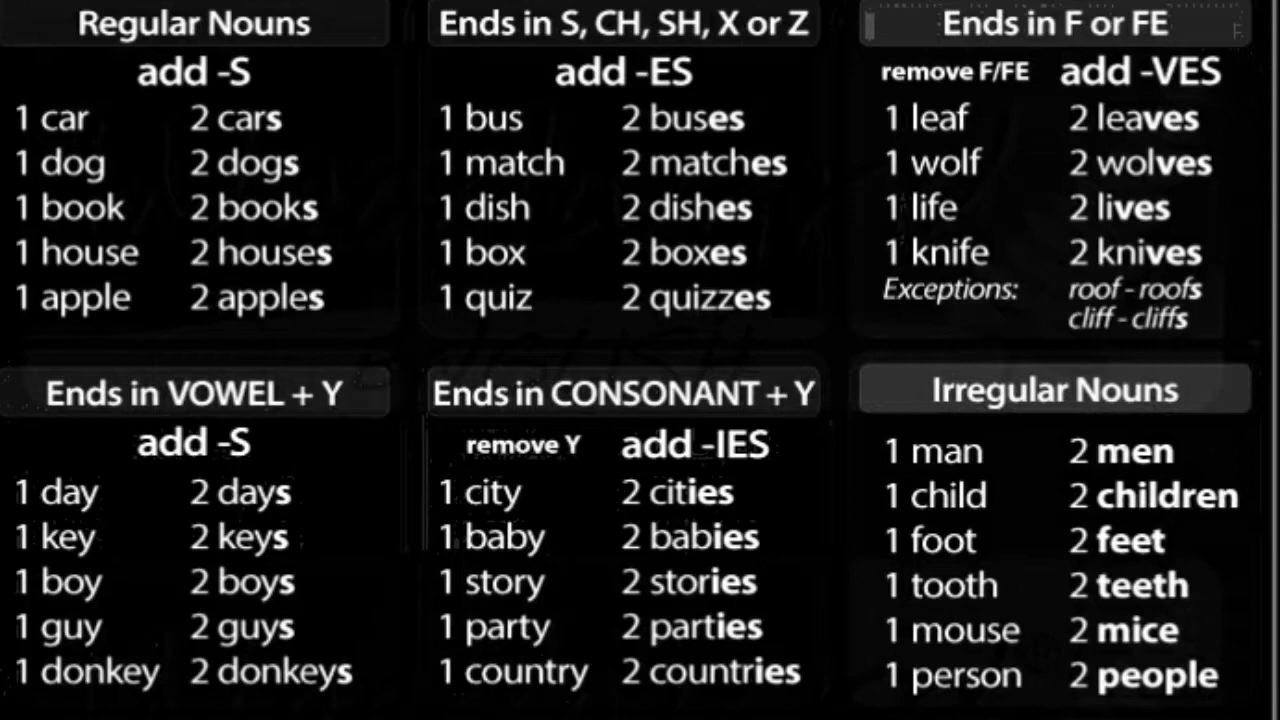 Regular Nouns
add -S
1 car 2 cars
1 dog 2 dogs
1 book 2 books
1 house 2 houses
1 apple 2 apples
Ends in S, CH, SH, X or Z
add -ES
1 bus 2 buses
1 match 2 matches
1 dish 2 dishes
1 box 2 boxes
1 quiz 2 quizzes
Ends in F or FE
remove F/FE add -VES
1 leaf 2 leaves
1 wolf 2 wolves
1 life 2 lives
1 knife 2 knives
Exceptions: roof - roofs
cliff - cliffs
Ends in VOWEL + Y
add -S
1 day 2 days
1 key 2 keys
1 boy 2 boys
1 guy 2 guys
1 donkey 2 donkeys
Ends in CONSONANT + Y
remove Y add -IES
1 city 2 cities
1 baby 2 babies
1 story 2 stories
1 party 2 parties
1 country 2 countries
Irregular Nouns
1 man 2 men
1 child 2 children
1 foot 2 feet
1 tooth 2 teeth
1 mouse 2 mice
1 person 2 people